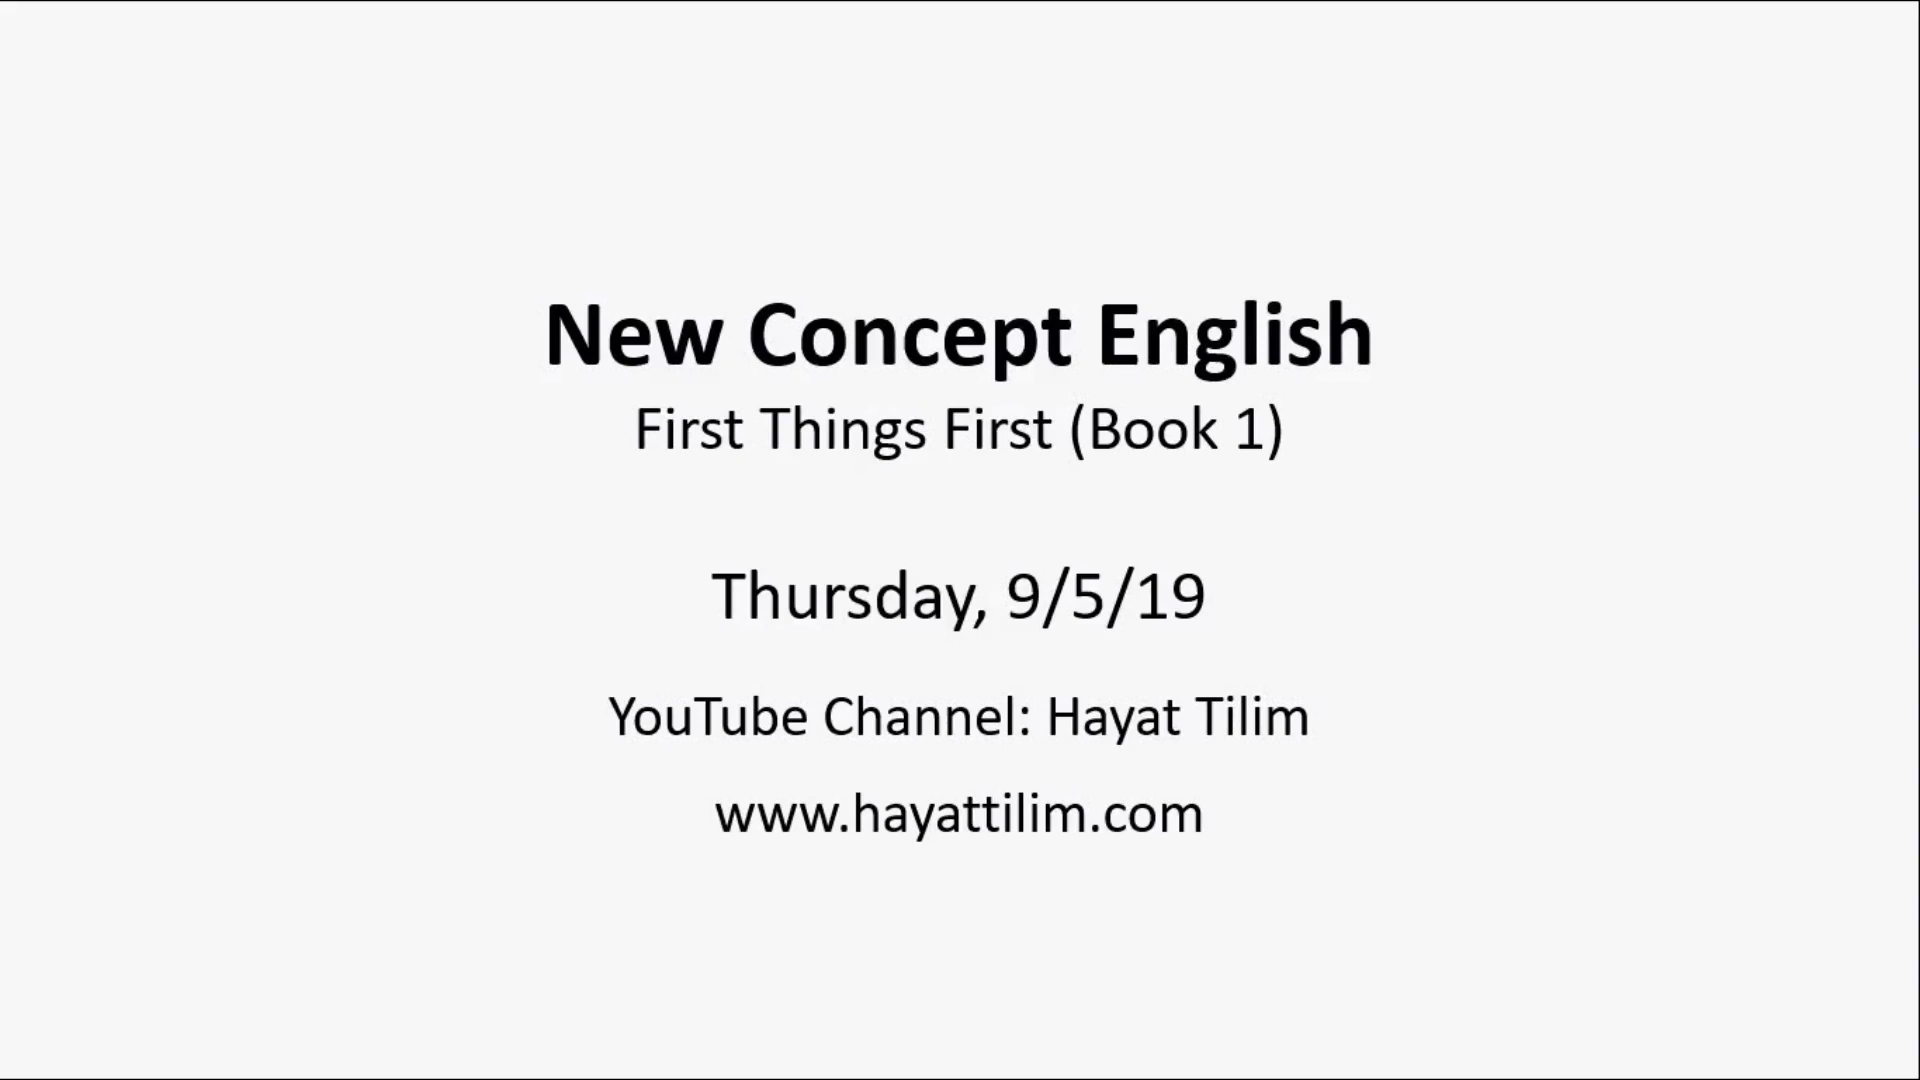 New Concept English
First Things First (Book 1)
Thursday, 9/5/19
YouTube Channel: Hayat Tilim
www.hayattilim.com